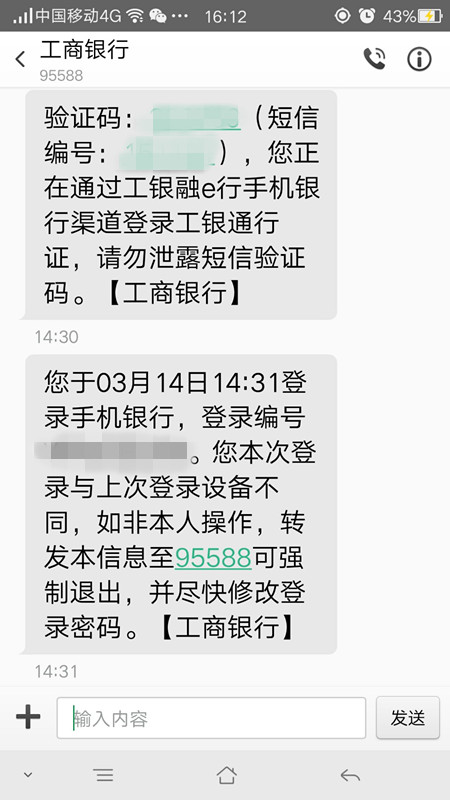 中国移动4G 16:12 43%
工商银行
95588
验证码： （短信
编号： ），您正
在通过工银融e行手机银
行渠道登录工银通行
证，请勿泄露短信验证
码。【工商银行】
14:30
您于03月14日14:31登
录手机银行，登录编号
。您本次登
录与上次登录设备不
同，如非本人操作，转
发本信息至95588可强
制退出，并尽快修改登
录密码。【工商银行】
14:31
输入内容
发送